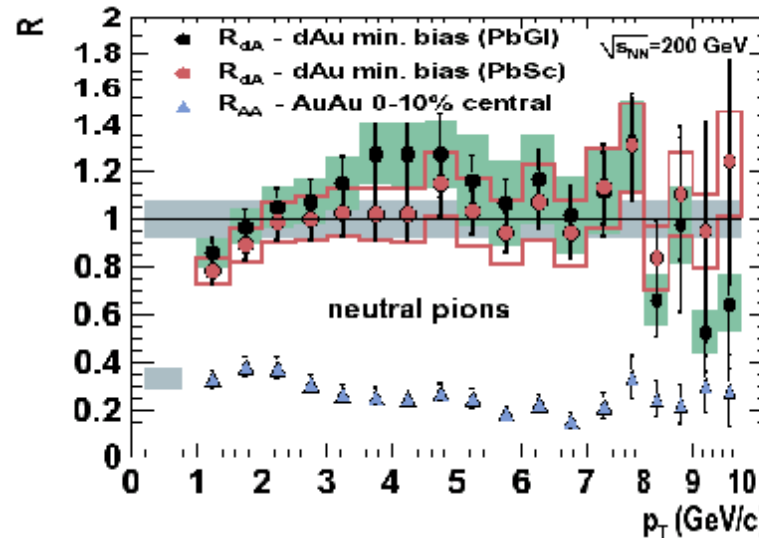 R
2
1.8
1.6
1.4
1.2
1
0.8
0.6
0.4
0.2
0
R_dA - dAu min. bias (PbGl)
R_dA - dAu min. bias (PbSc)
R_AA - AuAu 0-10% central
√s_NN=200 GeV
neutral pions
0 1 2 3 4 5 6 7 8 9 10
p_T (GeV/c